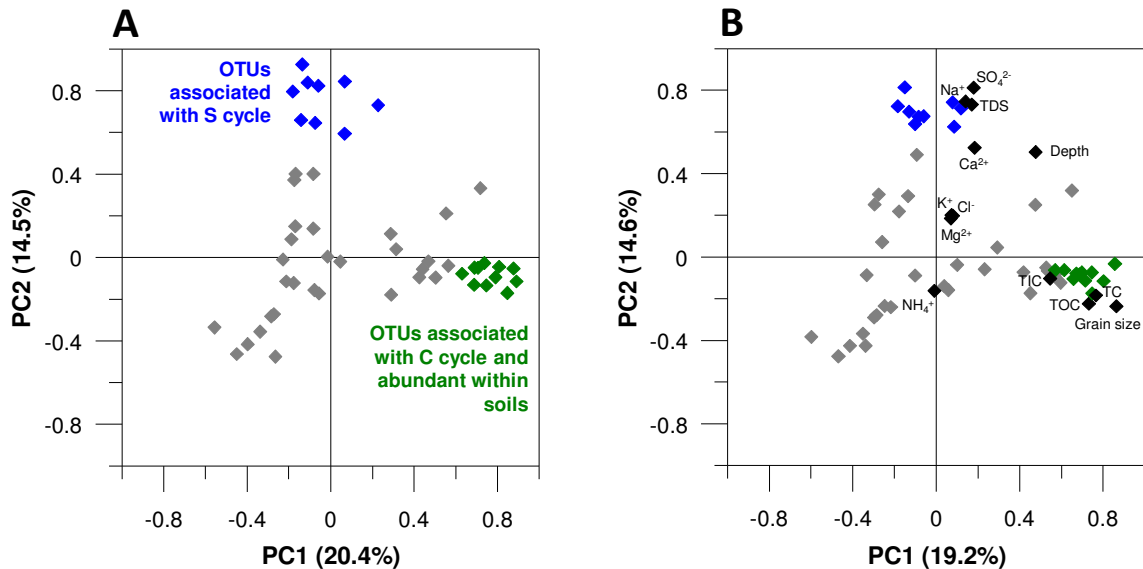 A
OTUs
associated
with S cycle
OTUs associated
with C cycle and
abundant within
soils
0.8
0.4
0
-0.4
-0.8
PC2 (14.5%)
-0.8 -0.4 0 0.4 0.8
PC1 (20.4%)
B
SO₄²⁻
Na⁺
TDS
Ca²⁺
Depth
K⁺ Cl⁻
Mg²⁺
NH₄⁺
TIC
TC
TOC
Grain size
0.8
0.4
0
-0.4
-0.8
PC2 (14.6%)
-0.8 -0.4 0 0.4 0.8
PC1 (19.2%)